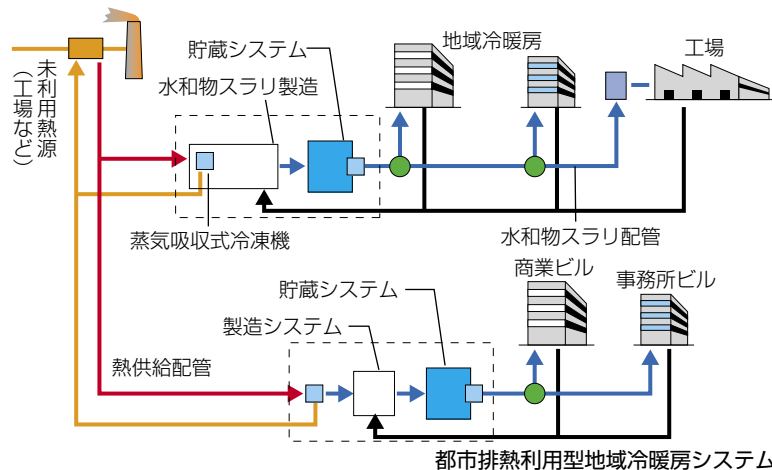 未利用熱源
(工場など)
貯蔵システム
水和物スラリ製造
地域冷暖房
工場
蒸気吸収式冷凍機
水和物スラリ配管
商業ビル
事務所ビル
貯蔵システム
製造システム
熱供給配管
都市排熱利用型地域冷暖房システム